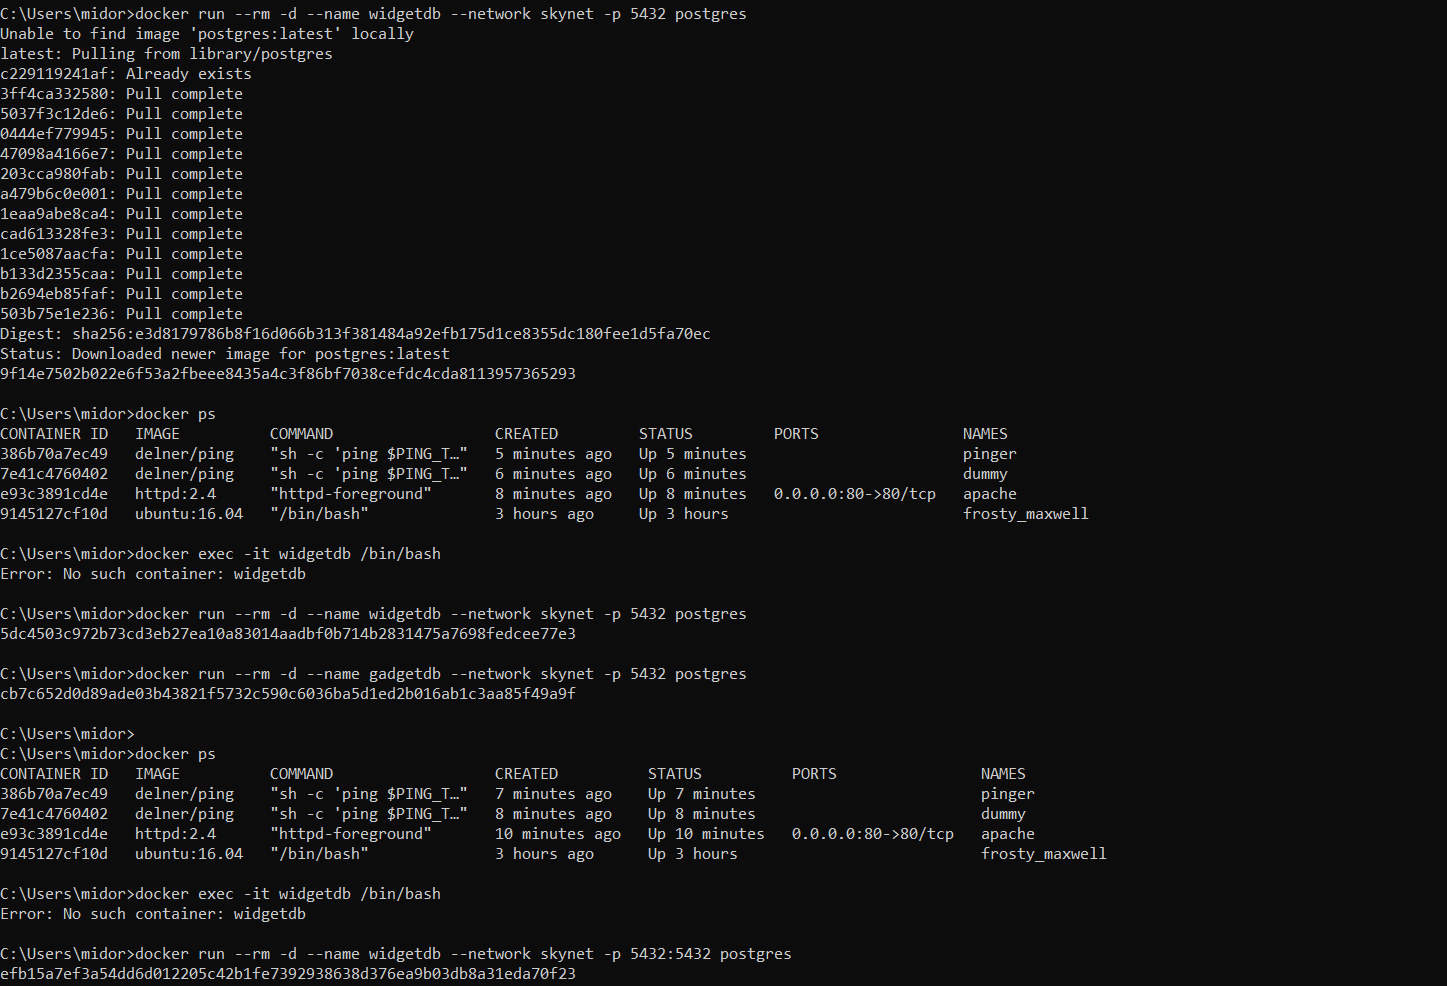 C:\Users\midor>docker run --rm -d --name widgetdb --network skynet -p 5432 postgres
Unable to find image 'postgres:latest' locally
latest: Pulling from library/postgres
c229119241af: Already exists
3ff4ca332580: Pull complete
5037f3c12de6: Pull complete
0444ef779945: Pull complete
47098a4166e7: Pull complete
203cca980fab: Pull complete
a479b6c0e001: Pull complete
1eaa9abe8ca4: Pull complete
cad613328fe3: Pull complete
1ce5087aacfa: Pull complete
b133d2355caa: Pull complete
b2694eb85faf: Pull complete
503b75e1e236: Pull complete
Digest: sha256:e3d8179786b8f16d066b313f381484a92efb175d1ce8355dc180fee1d5fa70ec
Status: Downloaded newer image for postgres:latest
9f14e7502b022e6f53a2fbeee8435a4c3f86bf7038cefdc4cda8113957365293
C:\Users\midor>docker ps
CONTAINER ID   IMAGE          COMMAND                  CREATED         STATUS         PORTS                NAMES
386b70a7ec49   delner/ping    "sh -c 'ping $PING_T…"   5 minutes ago   Up 5 minutes                        pinger
7e41c4760402   delner/ping    "sh -c 'ping $PING_T…"   6 minutes ago   Up 6 minutes                        dummy
e93c3891cd4e   httpd:2.4      "httpd-foreground"       8 minutes ago   Up 8 minutes   0.0.0.0:80->80/tcp   apache
9145127cf10d   ubuntu:16.04   "/bin/bash"              3 hours ago     Up 3 hours                          frosty_maxwell
C:\Users\midor>docker exec -it widgetdb /bin/bash
Error: No such container: widgetdb
C:\Users\midor>docker run --rm -d --name widgetdb --network skynet -p 5432 postgres
5dc4503c972b73cd3eb27ea10a83014aadbf0b714b2831475a7698fedcee77e3
C:\Users\midor>docker run --rm -d --name gadgetdb --network skynet -p 5432 postgres
cb7c652d0d89ade03b43821f5732c590c6036ba5d1ed2b016ab1c3aa85f49a9f
C:\Users\midor>
C:\Users\midor>docker ps
CONTAINER ID   IMAGE          COMMAND                  CREATED          STATUS          PORTS                NAMES
386b70a7ec49   delner/ping    "sh -c 'ping $PING_T…"   7 minutes ago    Up 7 minutes                         pinger
7e41c4760402   delner/ping    "sh -c 'ping $PING_T…"   8 minutes ago    Up 8 minutes                         dummy
e93c3891cd4e   httpd:2.4      "httpd-foreground"       10 minutes ago   Up 10 minutes   0.0.0.0:80->80/tcp   apache
9145127cf10d   ubuntu:16.04   "/bin/bash"              3 hours ago      Up 3 hours                           frosty_maxwell
C:\Users\midor>docker exec -it widgetdb /bin/bash
Error: No such container: widgetdb
C:\Users\midor>docker run --rm -d --name widgetdb --network skynet -p 5432:5432 postgres
efb15a7ef3a54dd6d012205c42b1fe7392938638d376ea9b03db8a31eda70f23